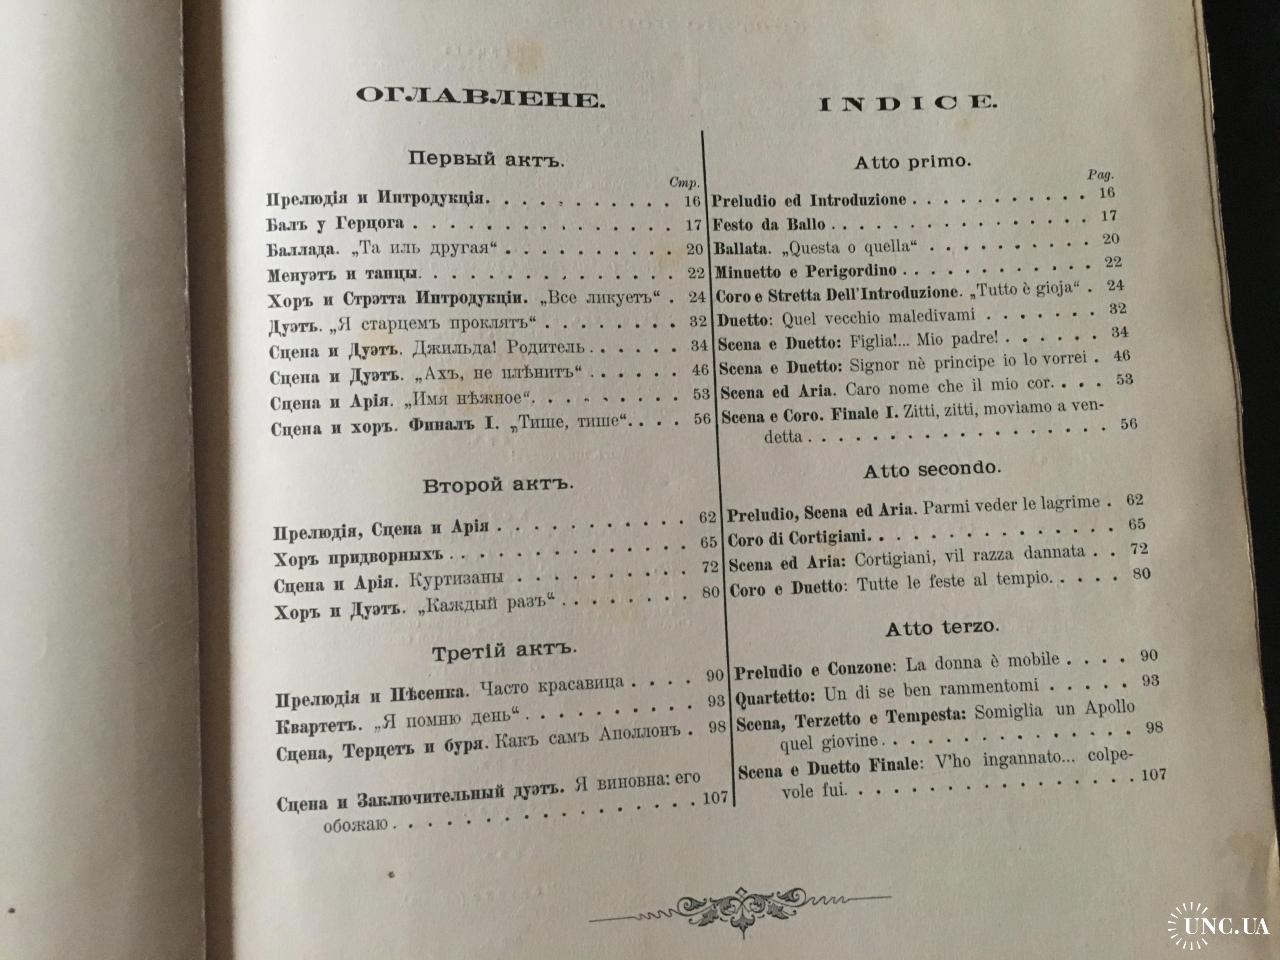 ОГЛАВЛЕНЕ.
Первый актъ.
Стр.
Прелюдія и Интродукція. . . . . . . . . . . 16
Балъ у Герцога . . . . . . . . . . . . . . . 17
Баллада. „Та иль другая“ . . . . . . . . . . 20
Менуэтъ и танцы. . . . . . . . . . . . . . . 22
Хоръ и Стрэтта Интродукціи. „Все ликуетъ“ . 24
Дуэтъ. „Я старцемъ проклятъ“ . . . . . . . . 32
Сцена и Дуэтъ. Джильда! Родитель . . . . . . 34
Сцена и Дуэтъ. „Ахъ, не плѣнитъ“ . . . . . . 46
Сцена и Арія. „Имя нѣжное“. . . . . . . . . 53
Сцена и хоръ. Финалъ I. „Тише, тише“. . . . 56
Второй актъ.
Прелюдія, Сцена и Арія . . . . . . . . . . . 62
Хоръ придворныхъ . . . . . . . . . . . . . . 65
Сцена и Арія. Куртизаны . . . . . . . . . . 72
Хоръ и Дуэтъ. „Каждый разъ“ . . . . . . . . 80
Третій актъ.
Прелюдія и Пѣсенка. Часто красавица . . . . 90
Квартетъ. „Я помню день“ . . . . . . . . . . 93
Сцена, Терцетъ и буря. Какъ самъ Аполлонъ . 98
Сцена и Заключительный дуэтъ. Я виновна: его
обожаю . . . . . . . . . . . . . . . . 107
INDICE.
Atto primo.
Pag.
Preludio ed Introduzione . . . . . . . . . . 16
Festo da Ballo . . . . . . . . . . . . . . . 17
Ballata. „Questa o quella“ . . . . . . . . . 20
Minuetto e Perigordino . . . . . . . . . . . 22
Coro e Stretta Dell'Introduzione. „Tutto è gioja“ . 24
Duetto: Quel vecchio maledivami . . . . . . . 32
Scena e Duetto: Figlia!... Mio padre! . . . . . . 34
Scena e Duetto: Signor nè principe io lo vorrei . 46
Scena ed Aria. Caro nome che il mio cor. . . . 53
Scena e Coro. Finale I. Zitti, zitti, moviamo a ven-
detta . . . . . . . . . . . . . . . . . . 56
Atto secondo.
Preludio, Scena ed Aria. Parmi veder le lagrime . 62
Coro di Cortigiani. . . . . . . . . . . . . . 65
Scena ed Aria: Cortigiani, vil razza dannata . . 72
Coro e Duetto: Tutte le feste al tempio. . . . . 80
Atto terzo.
Preludio e Conzone: La donna è mobile . . . . 90
Quartetto: Un di se ben rammentomi . . . . . 93
Scena, Terzetto e Tempesta: Somiglia un Apollo
quel giovine. . . . . . . . . . . . . . . 98
Scena e Duetto Finale: V'ho ingannato... colpe-
vole fui. . . . . . . . . . . . . . . . . 107
UNC.UA